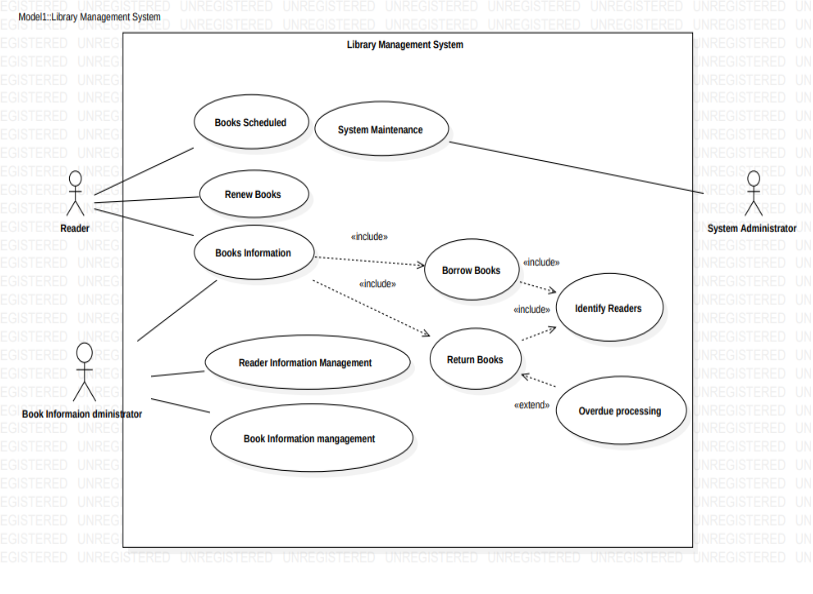 Model1::Library Management System
Library Management System
Books Scheduled
System Maintenance
Renew Books
Reader
System Administrator
«include»
Books Information
Borrow Books
«include»
«include»
«include»
Identify Readers
Return Books
Reader Information Management
«extend»
Overdue processing
Book Informaion dministrator
Book Information mangagement
UNREGISTERED